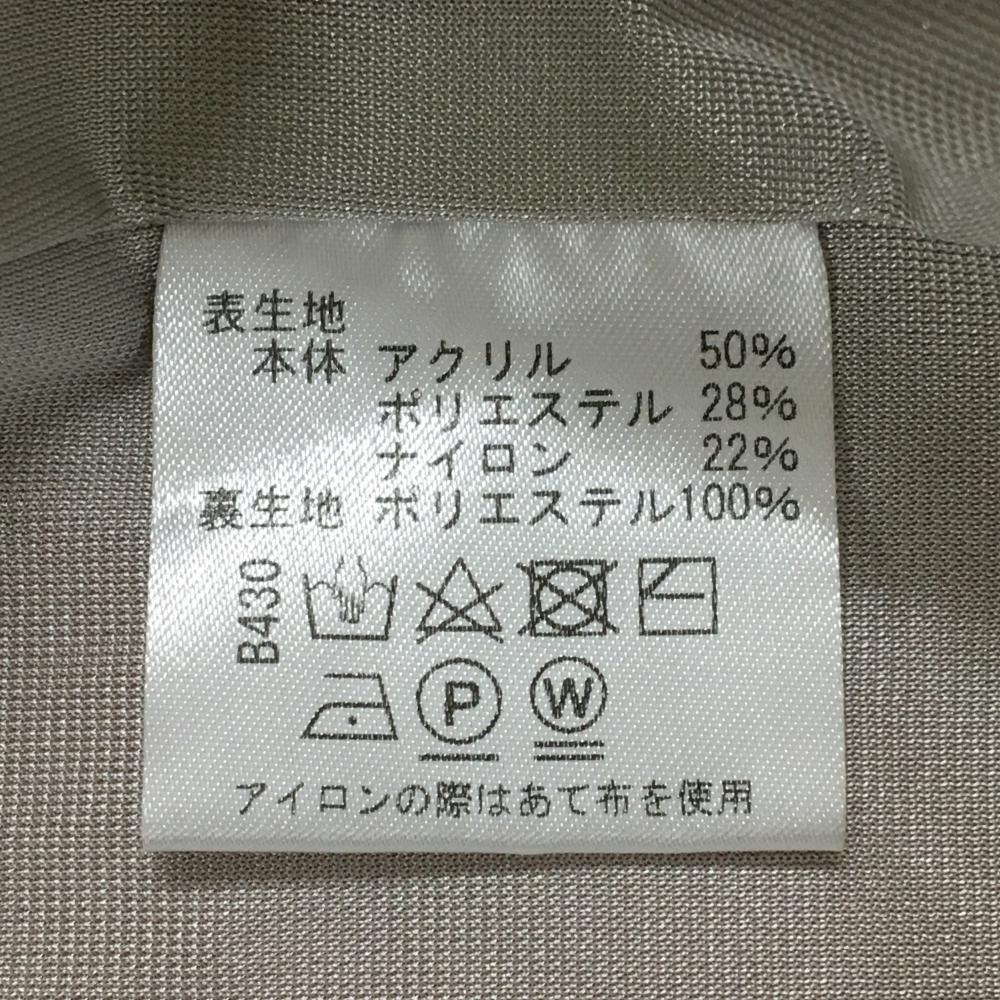 表生地
本体 アクリル 50%
ポリエステル 28%
ナイロン 22%
裏生地 ポリエステル100%
B430
P W
アイロンの際はあて布を使用